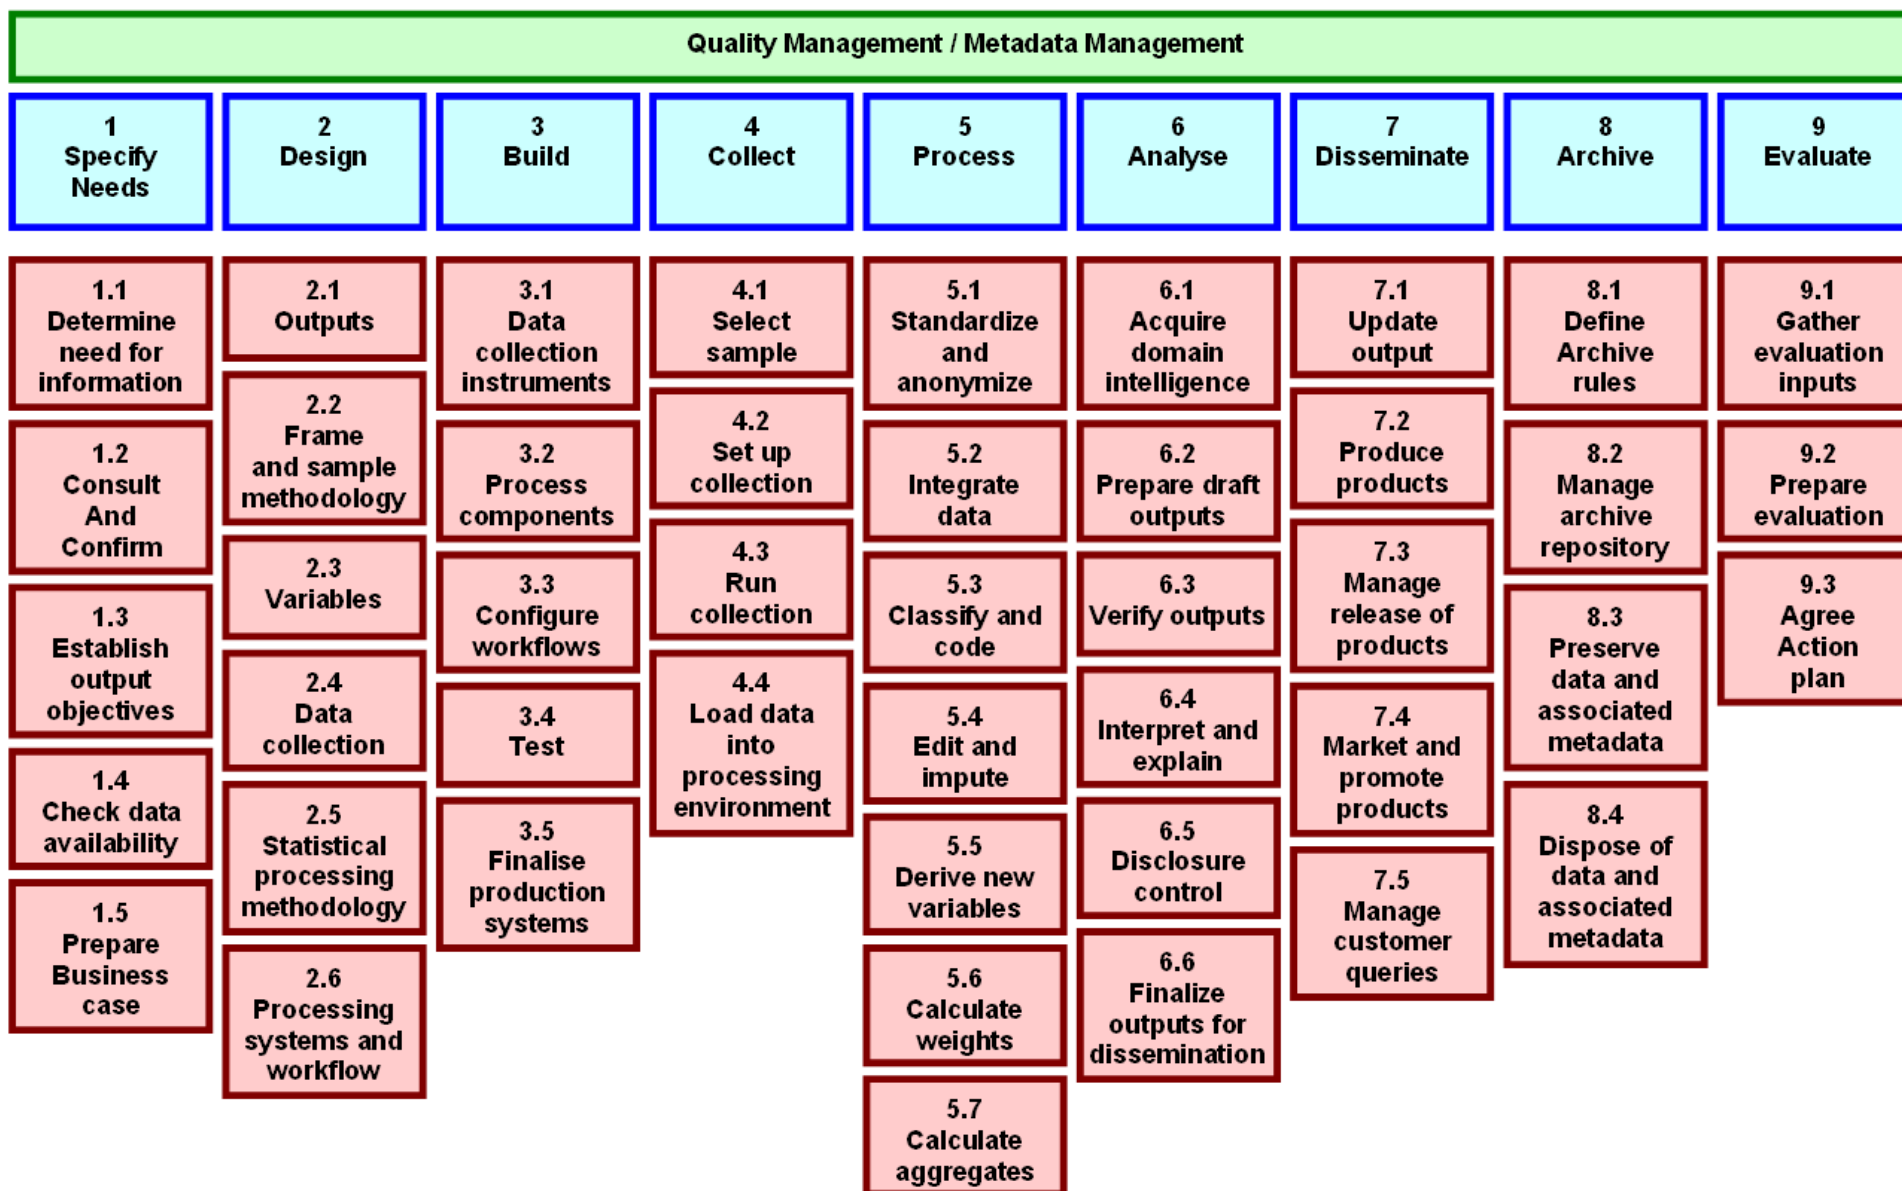 Quality Management / Metadata Management
1
Specify
Needs
2
Design
3
Build
4
Collect
5
Process
6
Analyse
7
Disseminate
8
Archive
9
Evaluate
1.1
Determine
need for
information
1.2
Consult
And
Confirm
1.3
Establish
output
objectives
1.4
Check data
availability
1.5
Prepare
Business
case
2.1
Outputs
2.2
Frame
and sample
methodology
2.3
Variables
2.4
Data
collection
2.5
Statistical
processing
methodology
2.6
Processing
systems and
workflow
3.1
Data
collection
instruments
3.2
Process
components
3.3
Configure
workflows
3.4
Test
3.5
Finalise
production
systems
4.1
Select
sample
4.2
Set up
collection
4.3
Run
collection
4.4
Load data
into
processing
environment
5.1
Standardize
and
anonymize
5.2
Integrate
data
5.3
Classify and
code
5.4
Edit and
impute
5.5
Derive new
variables
5.6
Calculate
weights
5.7
Calculate
aggregates
6.1
Acquire
domain
intelligence
6.2
Prepare draft
outputs
6.3
Verify outputs
6.4
Interpret and
explain
6.5
Disclosure
control
6.6
Finalize
outputs for
dissemination
7.1
Update
output
7.2
Produce
products
7.3
Manage
release of
products
7.4
Market and
promote
products
7.5
Manage
customer
queries
8.1
Define
Archive
rules
8.2
Manage
archive
repository
8.3
Preserve
data and
associated
metadata
8.4
Dispose of
data and
associated
metadata
9.1
Gather
evaluation
inputs
9.2
Prepare
evaluation
9.3
Agree
Action
plan